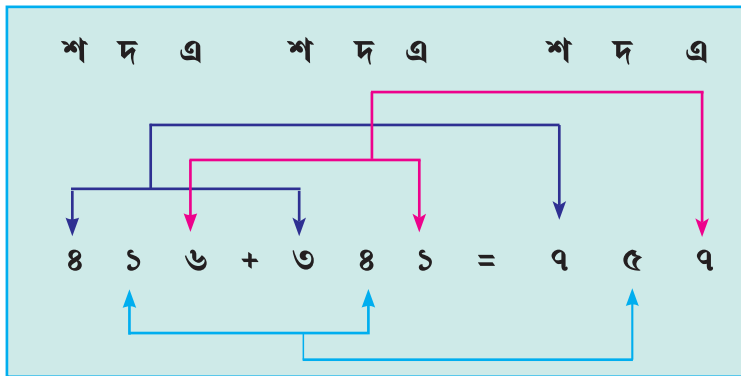 শ দ এ শ দ এ শ দ এ
৪ ১ ৬ + ৩ ৪ ১ = ৭ ৫ ৭